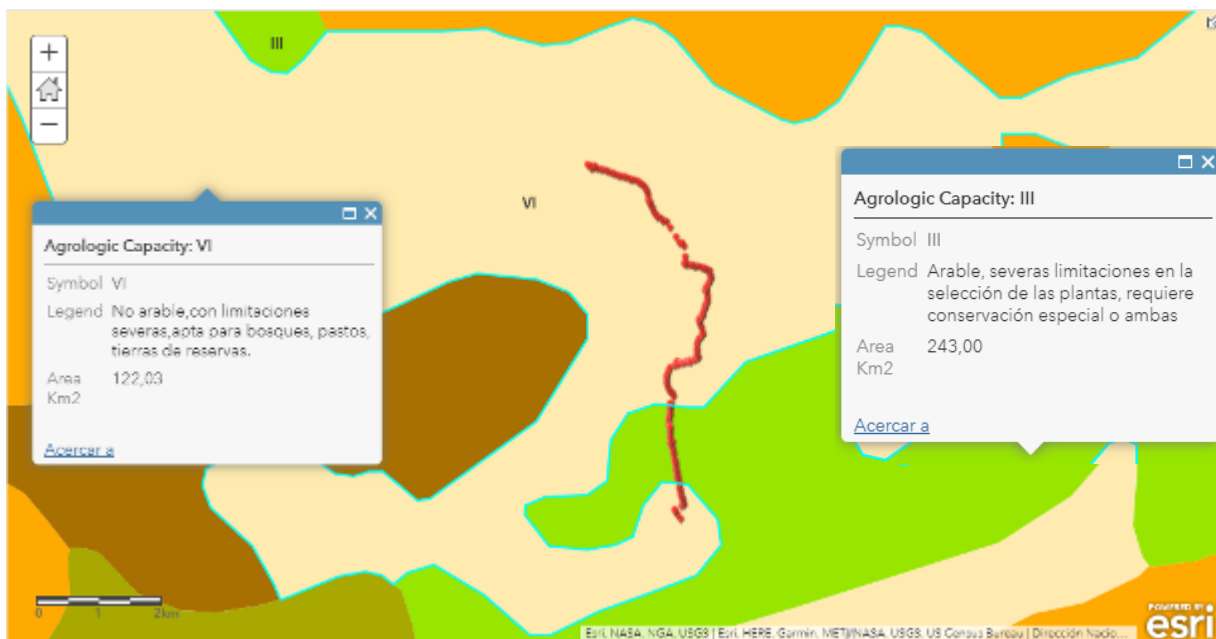 III
+
−
VI
Agrologic Capacity: VI
Symbol VI
Legend No arable,con limitaciones
severas,apta para bosques, pastos,
tierras de reservas.
Area 122,03
Km2
Acercar a
Agrologic Capacity: III
Symbol III
Legend Arable, severas limitaciones en la
selección de las plantas, requiere
conservación especial o ambas
Area 243,00
Km2
Acercar a
0 1 2km
POWERED BY
esri
Esri, NASA, NGA, USGS | Esri, HERE, Garmin, METI/NASA, USGS, US Census Bureau | Dirección Nacio...